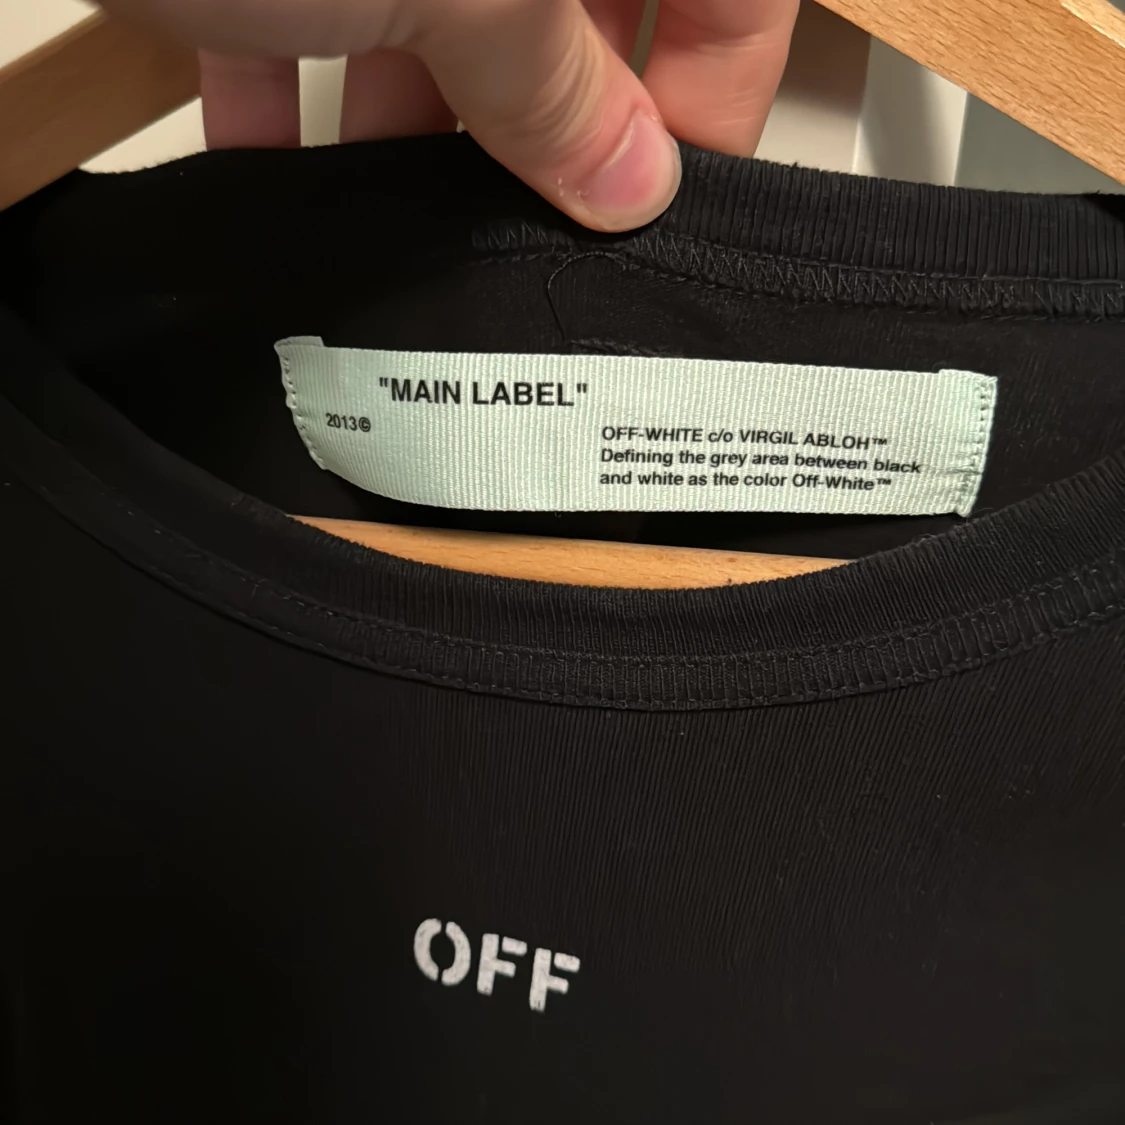 "MAIN LABEL"
2013©
OFF-WHITE c/o VIRGIL ABLOH™
Defining the grey area between black
and white as the color Off-White™
OFF